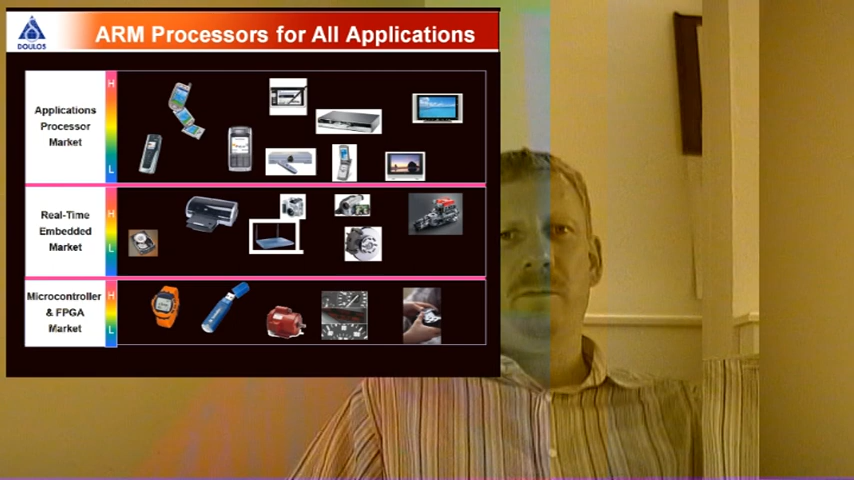 DOULOS
ARM Processors for All Applications
Applications
Processor
Market
H
L
Real-Time
Embedded
Market
H
L
Microcontroller
& FPGA
Market
H
L